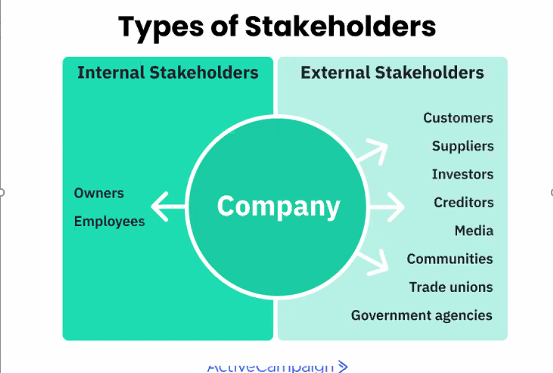 Types of Stakeholders
Internal Stakeholders
External Stakeholders
Owners
Employees
Company
Customers
Suppliers
Investors
Creditors
Media
Communities
Trade unions
Government agencies
ActiveCampaign